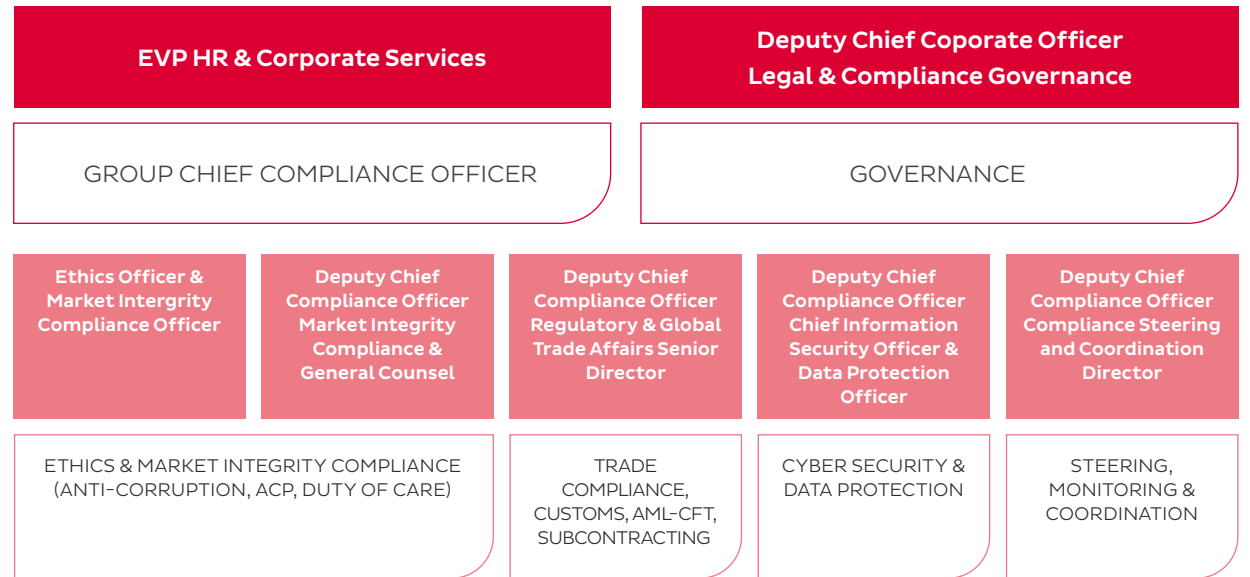 EVP HR & Corporate Services
Deputy Chief Coporate Officer
Legal & Compliance Governance
GROUP CHIEF COMPLIANCE OFFICER
GOVERNANCE
Ethics Officer &
Market Intergrity
Compliance Officer
Deputy Chief
Compliance Officer
Market Integrity
Compliance &
General Counsel
Deputy Chief
Compliance Officer
Regulatory & Global
Trade Affairs Senior
Director
Deputy Chief
Compliance Officer
Chief Information
Security Officer &
Data Protection
Officer
Deputy Chief
Compliance Officer
Compliance Steering
and Coordination
Director
ETHICS & MARKET INTEGRITY COMPLIANCE
(ANTI-CORRUPTION, ACP, DUTY OF CARE)
TRADE
COMPLIANCE,
CUSTOMS, AML-CFT,
SUBCONTRACTING
CYBER SECURITY &
DATA PROTECTION
STEERING,
MONITORING &
COORDINATION